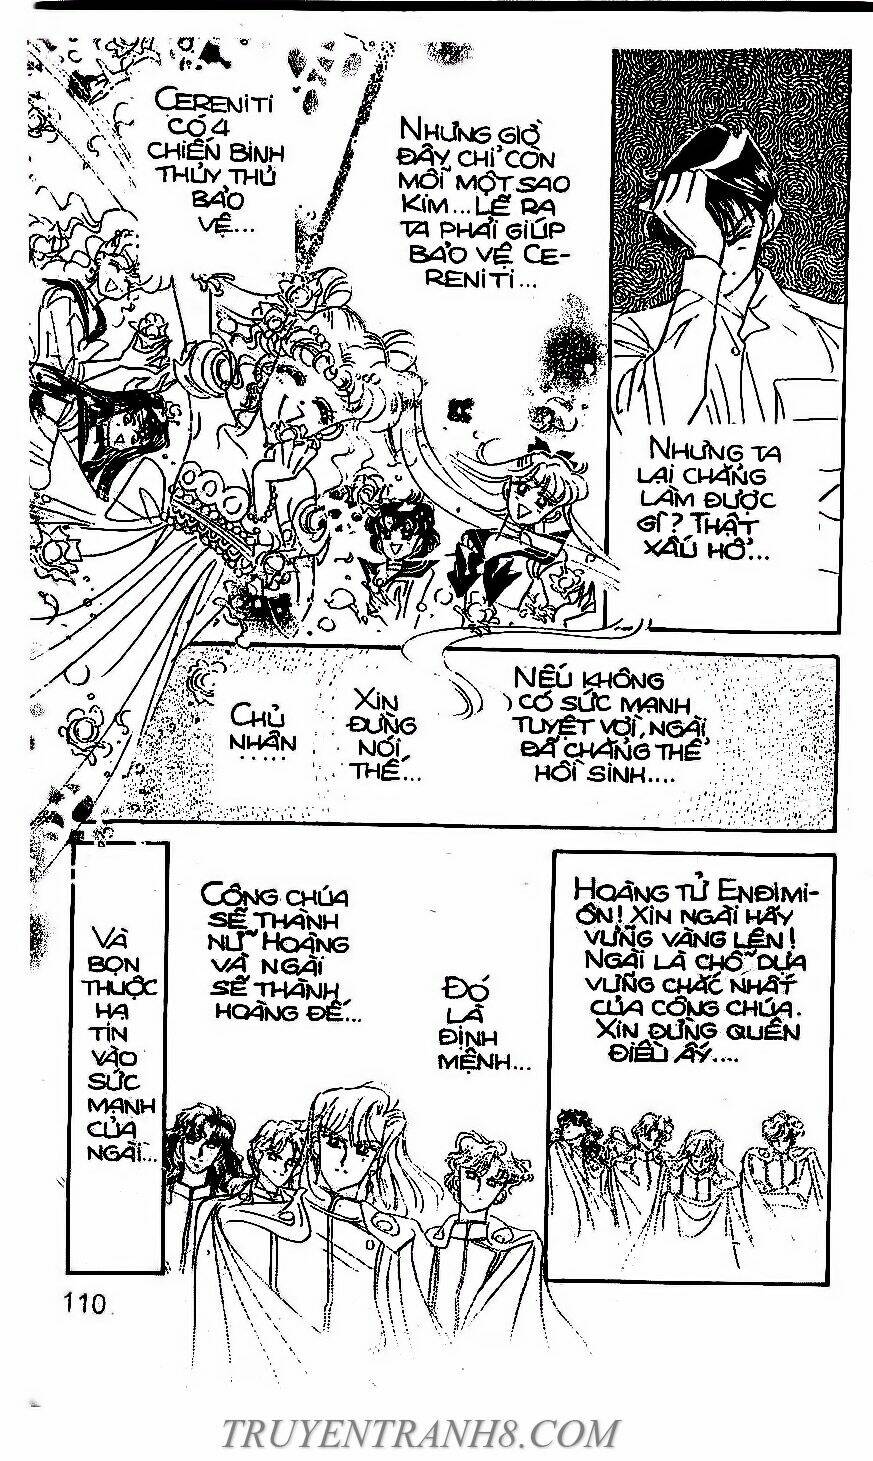 CERENITI
CÓ 4
CHIẾN BINH
THỦY THỦ
BẢO
VỆ...
NHƯNG GIỜ
ĐÂY, CHỈ CÒN
MỖI MỘT SAO
KIM... LẼ RA
TA PHẢI GIÚP
BẢO VỆ CE-
RENITI...
NHƯNG TA
LẠI CHẲNG
LÀM ĐƯỢC
GÌ? THẬT
XẤU HỔ...
CHỦ
NHÂN
.....
XIN
ĐỪNG
NÓI
THẾ...
NẾU KHÔNG
CÓ SỨC MẠNH
TUYỆT VỜI, NGÀI
ĐÃ CHẲNG THỂ
HỒI SINH....
VÀ
BỌN
THUỘC
HẠ
TIN
VÀO
SỨC
MẠNH
CỦA
NGÀI...
CÔNG CHÚA
SẼ THÀNH
NỮ HOÀNG
VÀ NGÀI
SẼ THÀNH
HOÀNG ĐẾ...
ĐÓ
LÀ
ĐỊNH
MỆNH...
HOÀNG TỬ ENĐIMI-
ÔN! XIN NGÀI HÃY
VỮNG VÀNG LÊN!
NGÀI LÀ CHỖ DỰA
VỮNG CHẮC NHẤT
CỦA CÔNG CHÚA.
XIN ĐỪNG QUÊN
ĐIỀU ẤY....
110
TRUYENTRANH8.COM